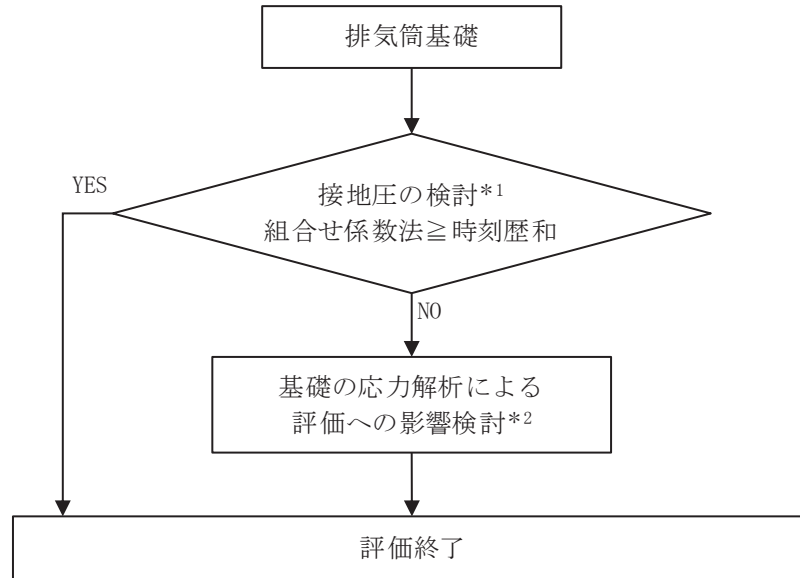 排気筒基礎
YES
接地圧の検討*1
組合せ係数法≧時刻歴和
NO
基礎の応力解析による
評価への影響検討*2
評価終了